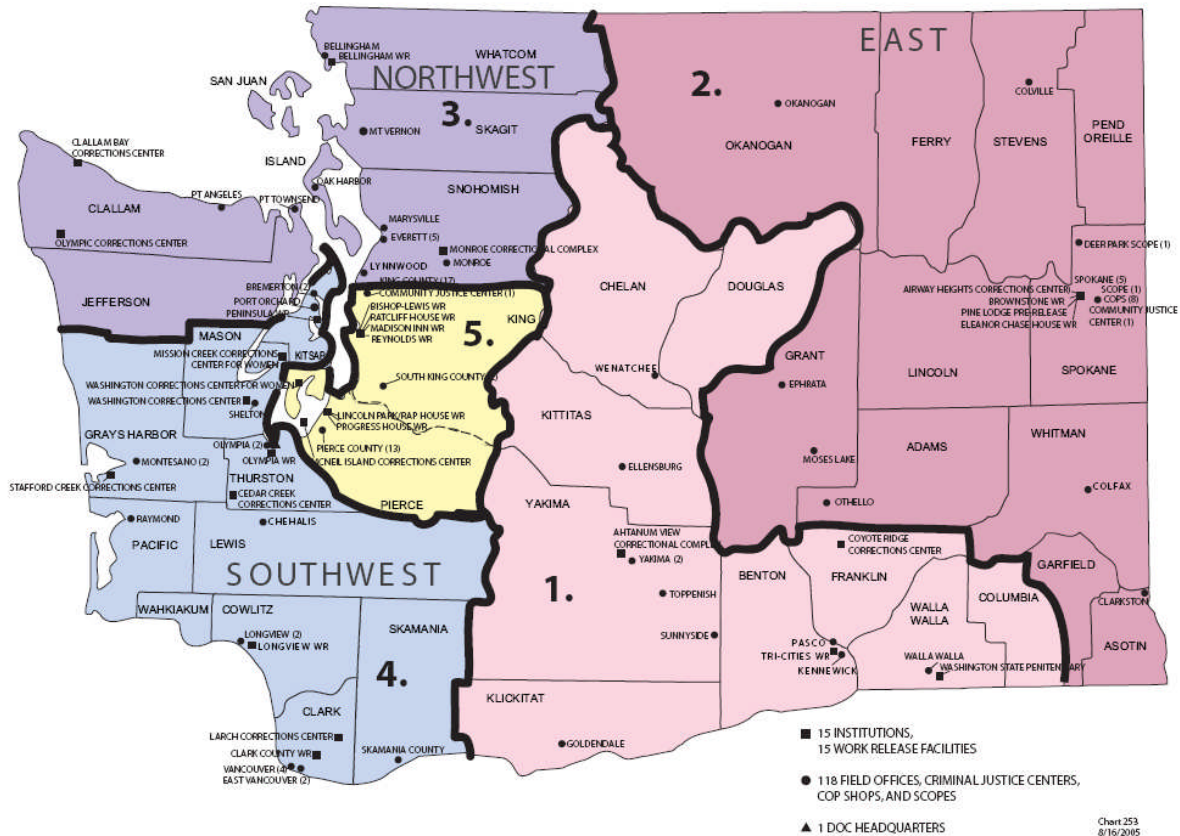 EAST
BELLINGHAM
BELLINGHAM WR
WHATCOM
NORTHWEST
SAN JUAN
2.
COLVILLE
OKANOGAN
3.
SKAGIT
MT VERNON
PEND
OREILLE
FERRY
STEVENS
OKANOGAN
CLALLAM BAY
CORRECTIONS CENTER
ISLAND
OAK HARBOR
SNOHOMISH
PT ANGELES
PT TOWNSEND
CLALLAM
MARYSVILLE
EVERETT (5)
OLYMPIC CORRECTIONS CENTER
MONROE CORRECTIONAL COMPLEX
MONROE
DEER PARK SCOPE (1)
LYNNWOOD
KING COUNTY (17)
COMMUNITY JUSTICE CENTER (1)
CHELAN
DOUGLAS
SPOKANE (5)
AIRWAY HEIGHTS CORRECTION CENTER
SCOPE (1)
BROWNSTONE WR
COPS (8)
PINE LODGE PRE-RELEASE
COMMUNITY JUSTICE
CENTER (1)
ELEANOR CHASE HOUSE WR
JEFFERSON
BREMERTON (2)
PORT ORCHARD
PENINSULA WR
BISHOP-LEWIS WR
RATCLIFF HOUSE WR
MADISON INN WR
REYNOLDS WR
KING
5.
MASON
MISSION CREEK CORRECTIONS
CENTER FOR WOMEN
KITSAP
GRANT
LINCOLN
SPOKANE
WENATCHEE
EPHRATA
WASHINGTON CORRECTIONS CENTER FOR WOMEN
SOUTH KING COUNTY
WASHINGTON CORRECTIONS CENTER
SHELTON
LINCOLN PARK/RAP HOUSE WR
PROGRESS HOUSE WR
KITTITAS
GRAYS HARBOR
WHITMAN
ADAMS
OLYMPIA (2)
OLYMPIA WR
PIERCE COUNTY (13)
MCNEIL ISLAND CORRECTIONS CENTER
MOSES LAKE
MONTESANO (2)
ELLENSBURG
STAFFORD CREEK CORRECTIONS CENTER
THURSTON
CEDAR CREEK
CORRECTIONS CENTER
COLFAX
OTHELLO
PIERCE
YAKIMA
RAYMOND
CHEHALIS
PACIFIC
LEWIS
AHTANUM VIEW
CORRECTIONAL COMPLEX
YAKIMA (2)
COYOTE RIDGE
CORRECTIONS CENTER
SOUTHWEST
1.
BENTON
FRANKLIN
GARFIELD
TOPPENISH
COLUMBIA
CLARKSTON
WAHKIAKUM
COWLITZ
WALLA
WALLA
SKAMANIA
LONGVIEW (2)
LONGVIEW WR
SUNNYSIDE
PASCO
TRI-CITIES WR
KENNEWICK
ASOTIN
WALLA WALLA
WASHINGTON STATE PENITENTIARY
4.
KLICKITAT
CLARK
LARCH CORRECTIONS CENTER
CLARK COUNTY WR
SKAMANIA COUNTY
GOLDENDALE
VANCOUVER (4)
EAST VANCOUVER (2)
15 INSTITUTIONS,
15 WORK RELEASE FACILITIES
118 FIELD OFFICES, CRIMINAL JUSTICE CENTERS,
COP SHOPS, AND SCOPES
1 DOC HEADQUARTERS
Chart 253
8/16/2005